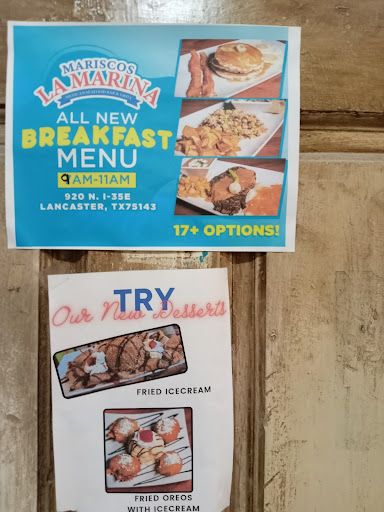 MARISCOS
LA MARINA
ALL NEW
BREAKFAST
MENU
9AM-11AM
920 N. I-35E
LANCASTER, TX75143
17+ OPTIONS!
TRY
Our New Desserts
FRIED ICECREAM
FRIED OREOS
WITH ICECREAM